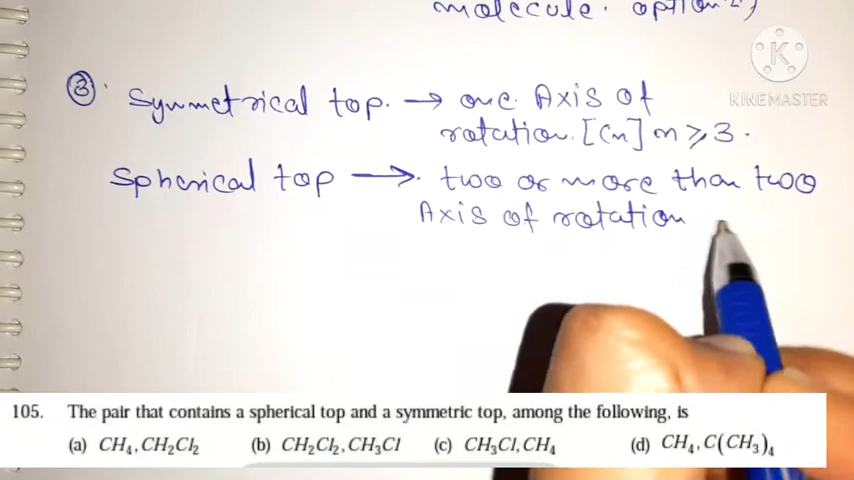 molecule. option 2)
K
KINEMASTER
③ Symmetrical top. → one Axis of
rotation. [Cn] n ≥ 3.
Spherical top → two or more than two
Axis of rotation
105. The pair that contains a spherical top and a symmetric top, among the following, is
(a) CH₄, CH₂Cl₂ (b) CH₂Cl₂, CH₃Cl (c) CH₃Cl, CH₄ (d) CH₄, C(CH₃)₄